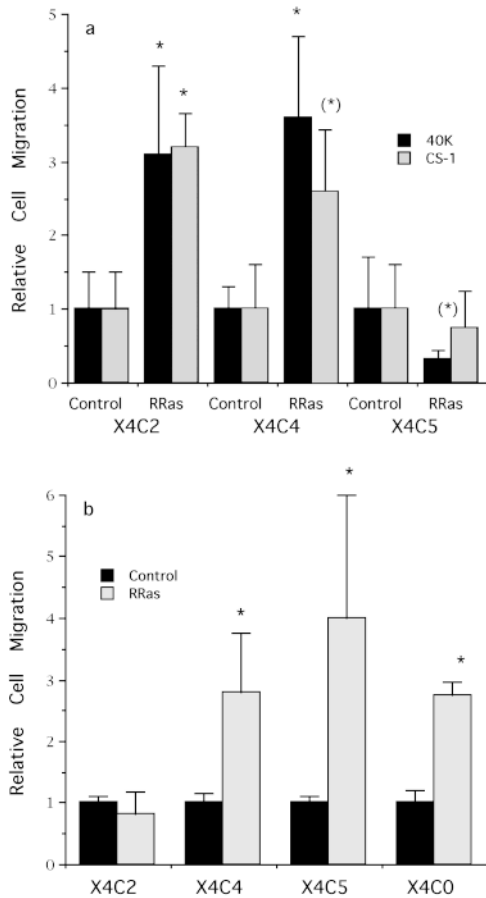 a
5
4
3
2
1
0
Relative Cell Migration
*
*
*
(*)
(*)
40K
CS-1
Control RRas Control RRas Control RRas
X4C2 X4C4 X4C5
b
6
5
4
3
2
1
0
Relative Cell Migration
Control
RRas
*
*
*
X4C2 X4C4 X4C5 X4C0